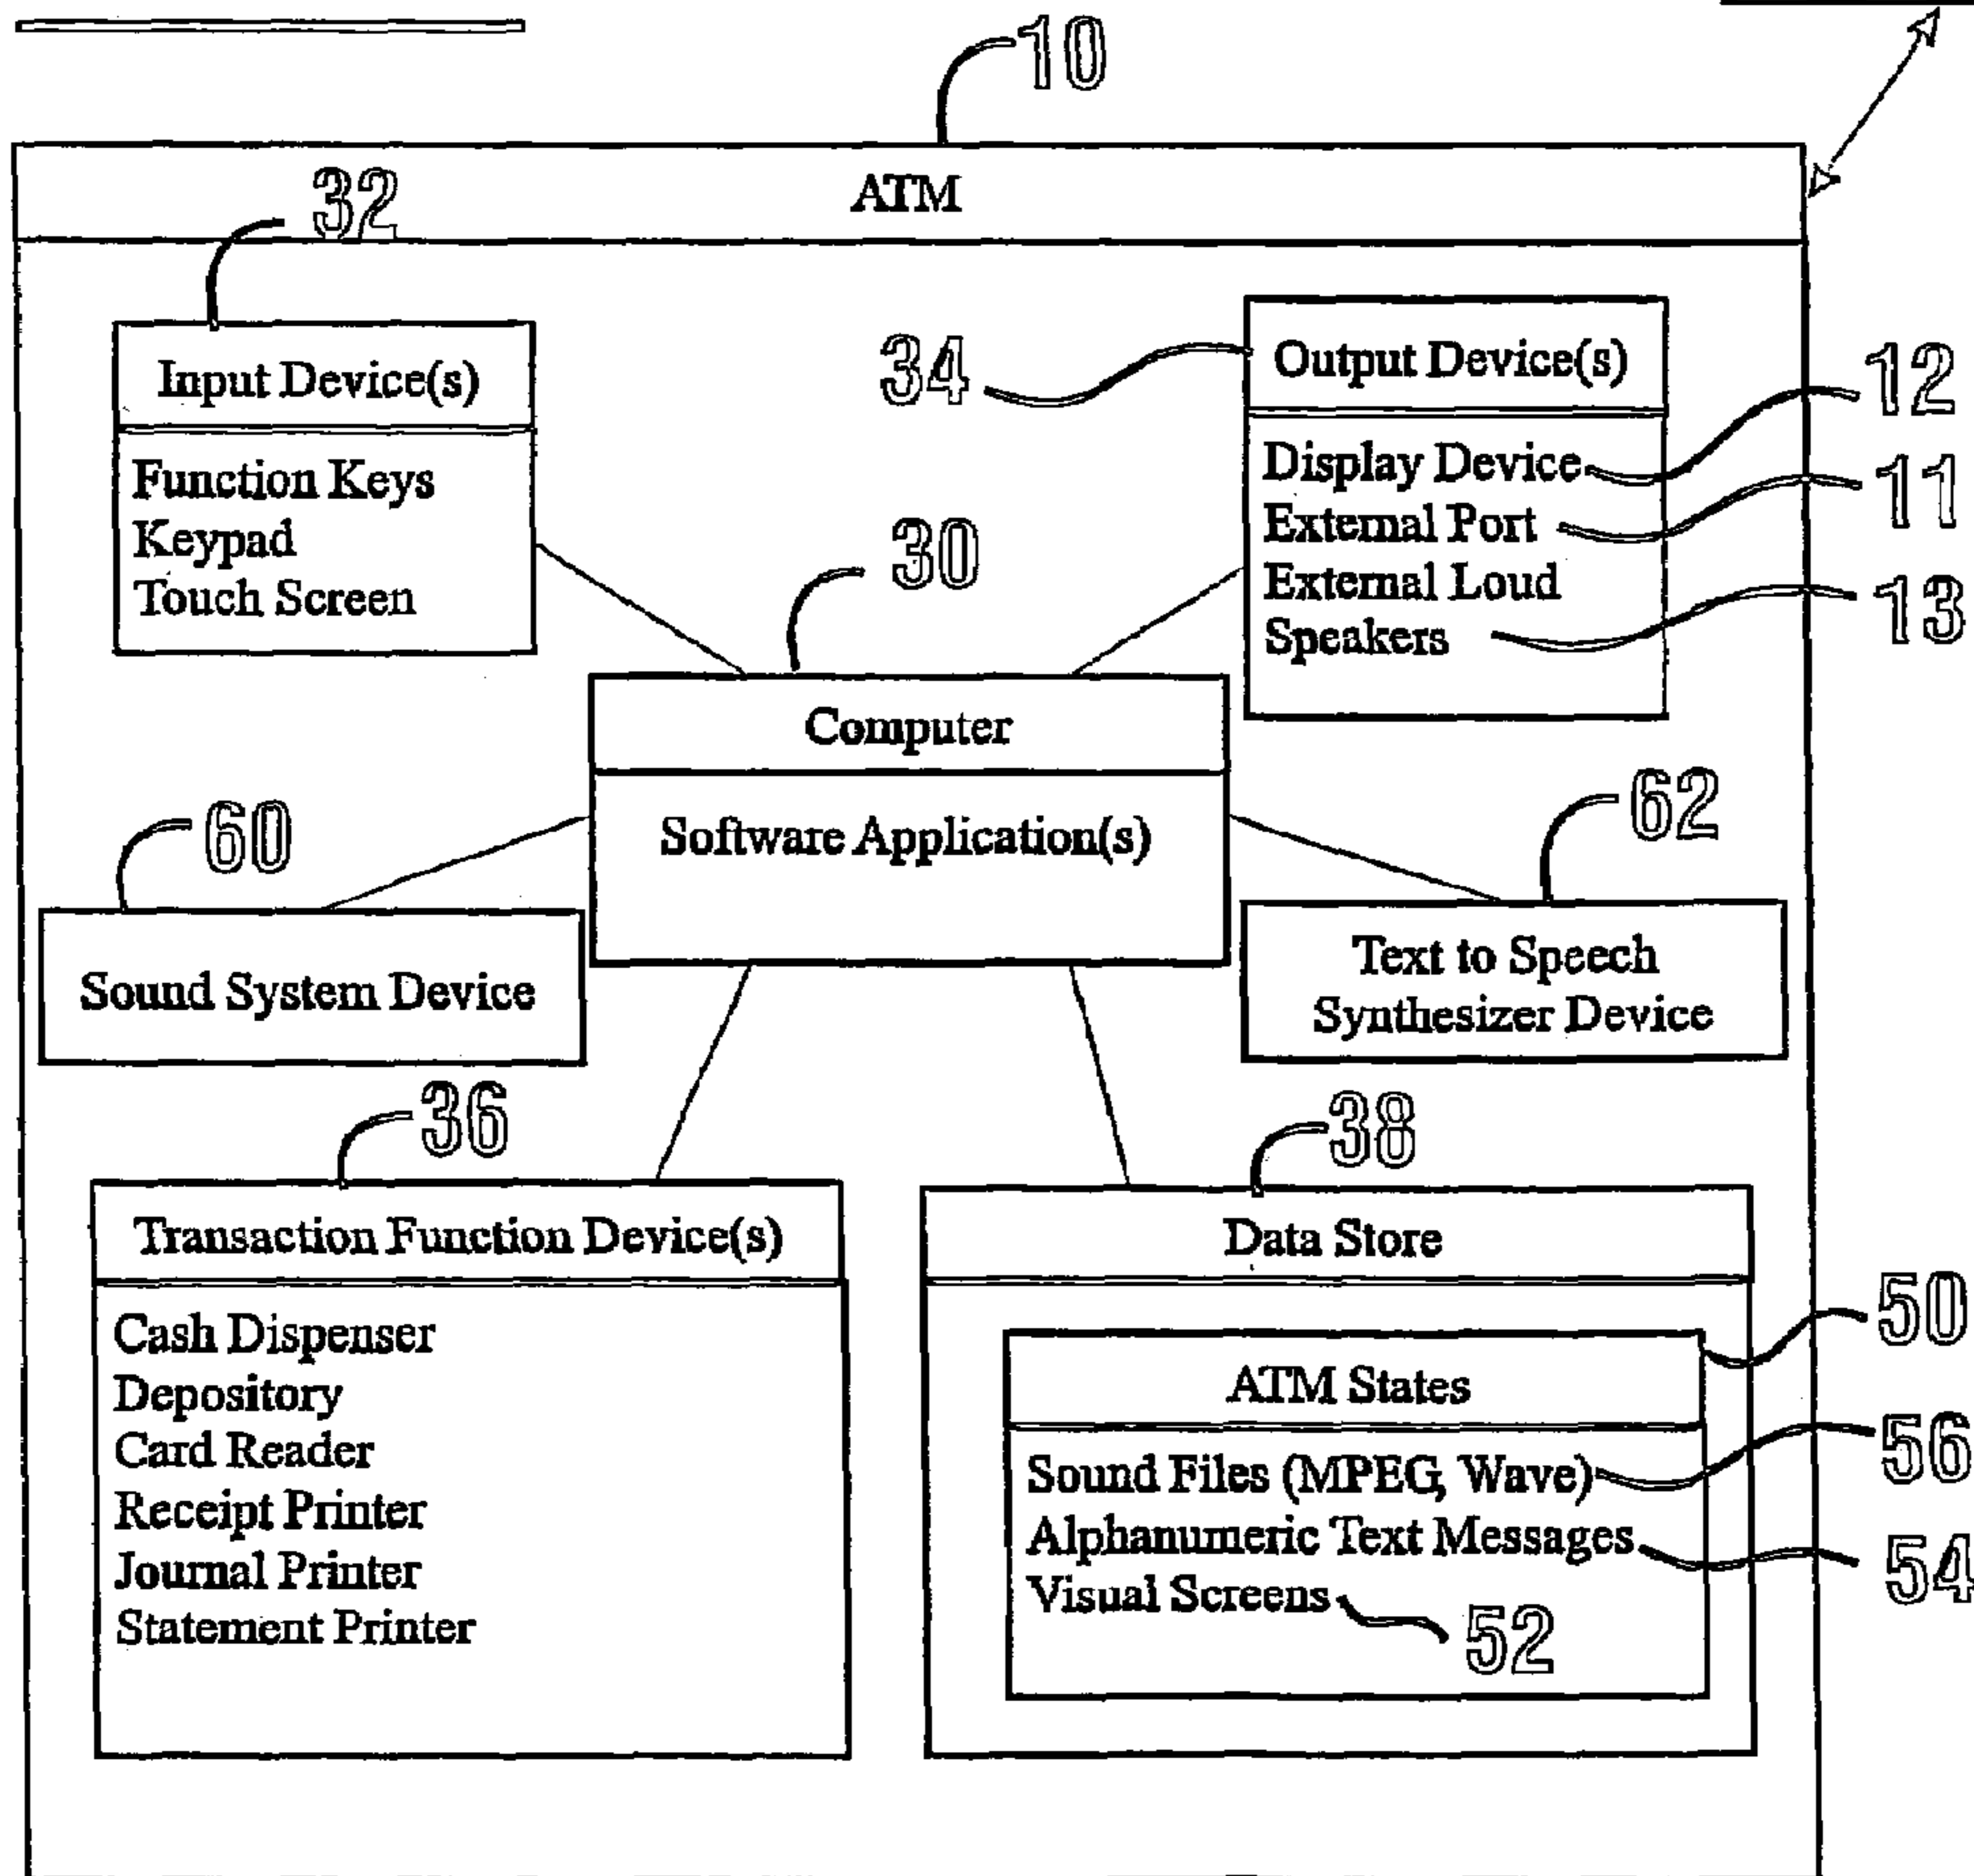 10
ATM
32
Input Device(s)
Function Keys
Keypad
Touch Screen
34
Output Device(s)
Display Device
External Port
External Loud
Speakers
12
11
13
30
Computer
Software Application(s)
60
Sound System Device
62
Text to Speech
Synthesizer Device
36
Transaction Function Device(s)
Cash Dispenser
Depository
Card Reader
Receipt Printer
Journal Printer
Statement Printer
38
Data Store
50
ATM States
Sound Files (MPEG, Wave)
56
Alphanumeric Text Messages
54
Visual Screens
52